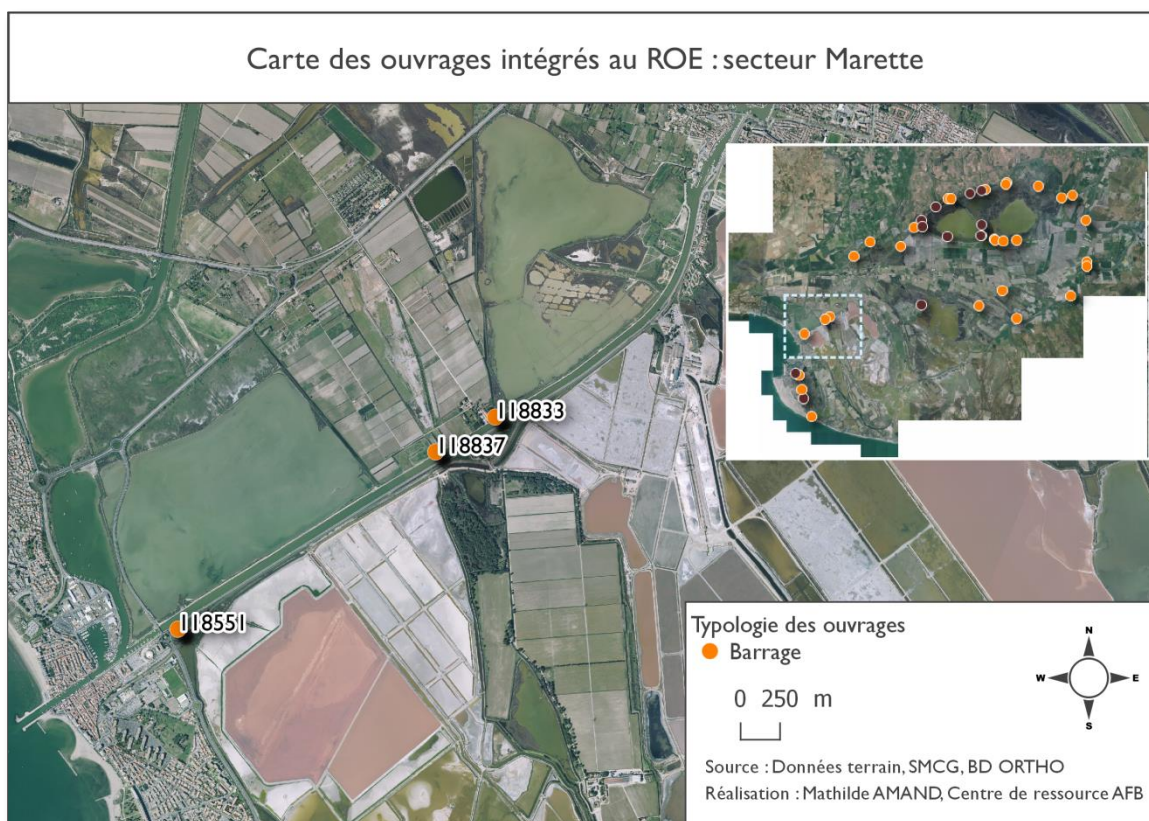 Carte des ouvrages intégrés au ROE : secteur Marette
118833
118837
118551
Typologie des ouvrages
Barrage
0 250 m
N
W E
S
Source : Données terrain, SMCG, BD ORTHO
Réalisation : Mathilde AMAND, Centre de ressource AFB